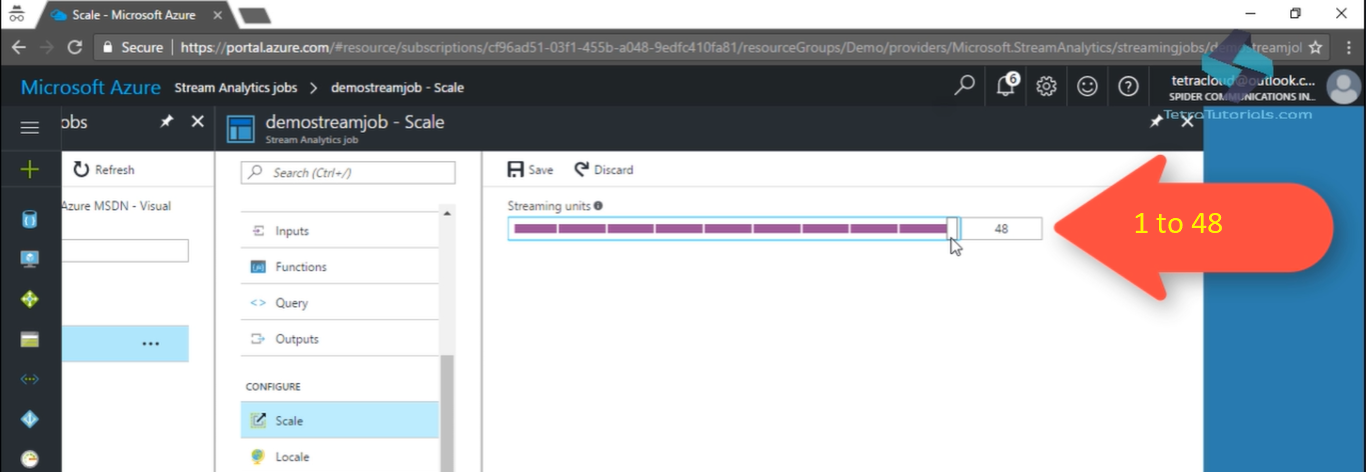 Scale - Microsoft Azure
Secure https://portal.azure.com/#resource/subscriptions/cf96ad51-03f1-455b-a048-9edfc410fa81/resourceGroups/Demo/providers/Microsoft.StreamAnalytics/streamingjobs/
Microsoft Azure Stream Analytics jobs > demostreamjob - Scale
6
tetracloud@outlook.c...
SPIDER COMMUNICATIONS IN...
TetraTutorials.com
obs
demostreamjob - Scale
Stream Analytics job
Refresh
Search (Ctrl+/)
Save Discard
Azure MSDN - Visual
Streaming units
48
1 to 48
Inputs
Functions
Query
Outputs
CONFIGURE
Scale
Locale